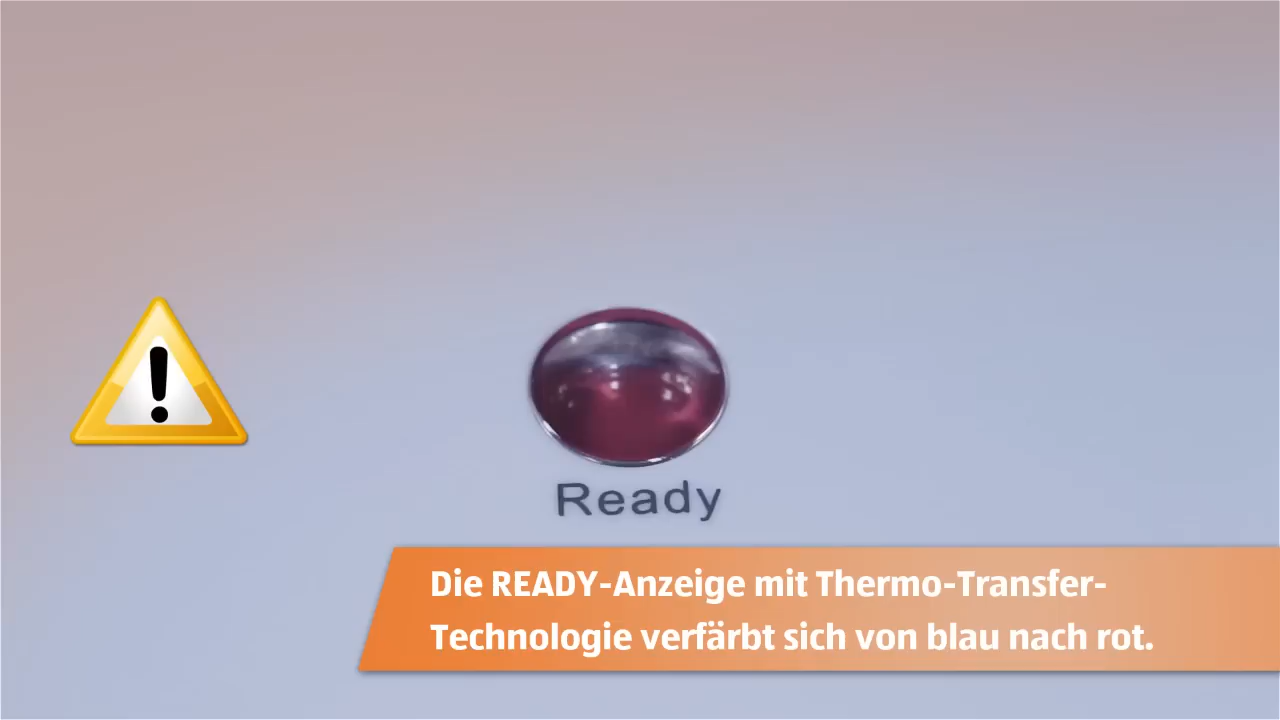 Ready
Die READY-Anzeige mit Thermo-Transfer-
Technologie verfärbt sich von blau nach rot.